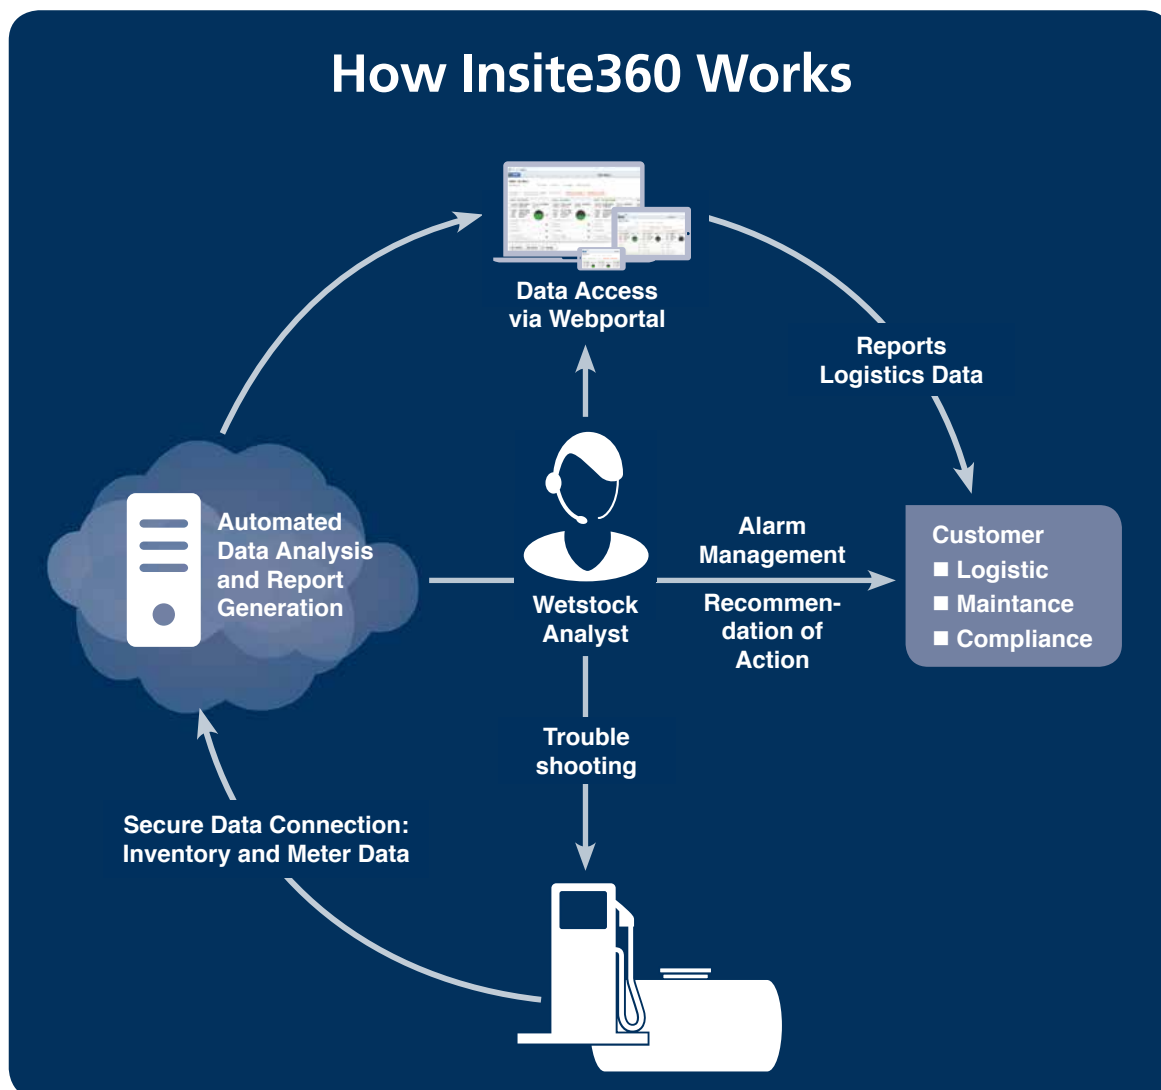 How Insite360 Works
Data Access
via Webportal
Reports
Logistics Data
Automated
Data Analysis
and Report
Generation
Wetstock
Analyst
Alarm
Management
Recommen-
dation of
Action
Customer
Logistic
Maintance
Compliance
Trouble
shooting
Secure Data Connection:
Inventory and Meter Data